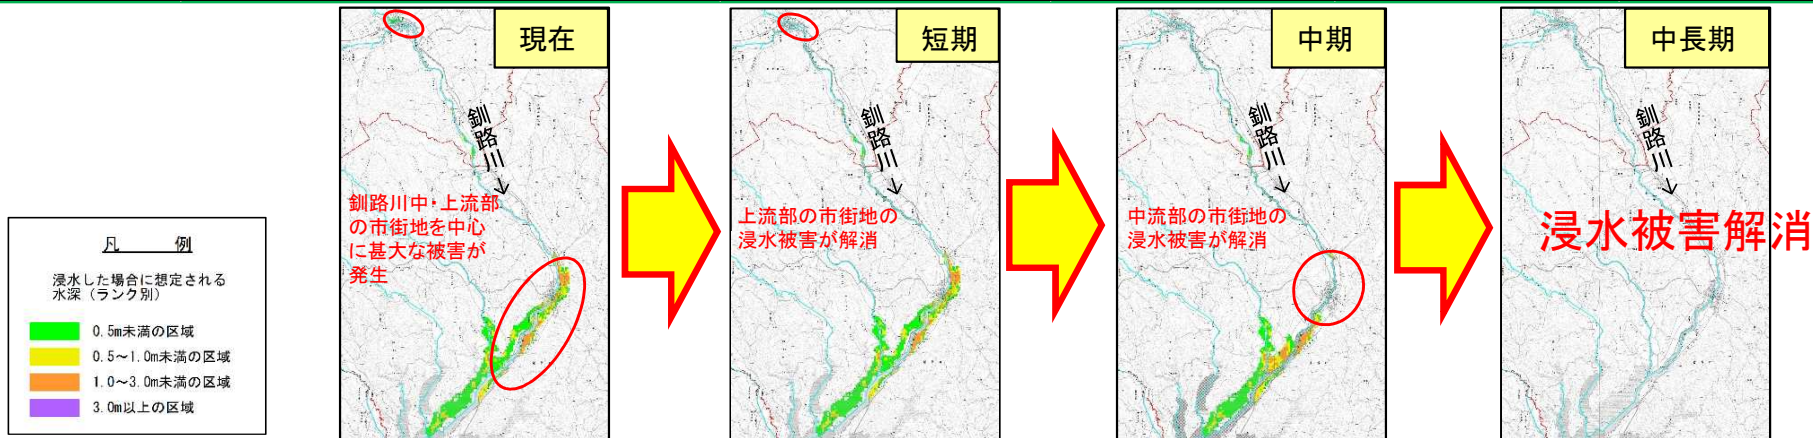 凡　例
浸水した場合に想定される
水深（ランク別）
0.5m未満の区域
0.5～1.0m未満の区域
1.0～3.0m未満の区域
3.0m以上の区域
現在
釧路川→
釧路川中・上流部
の市街地を中心
に甚大な被害が
発生
短期
釧路川→
上流部の市街地の
浸水被害が解消
中期
釧路川→
中流部の市街地の
浸水被害が解消
中長期
釧路川→
浸水被害解消